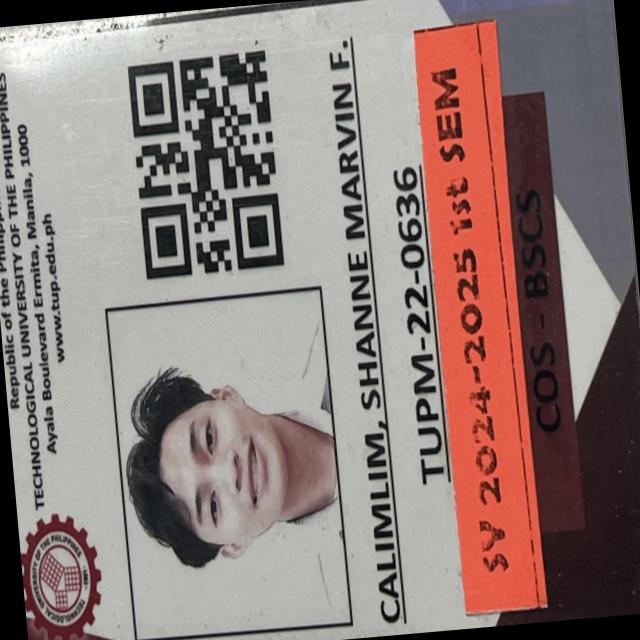 Republic of the Philippines
TECHNOLOGICAL UNIVERSITY OF THE PHILIPPINES
Ayala Boulevard Ermita, Manila, 1000
www.tup.edu.ph
TECHNOLOGICAL UNIVERSITY OF THE PHILIPPINES
1901
CALIMLIM, SHANNE MARVIN F.
TUPM-22-0636
SY 2024-2025 1st SEM
COS - BSCS